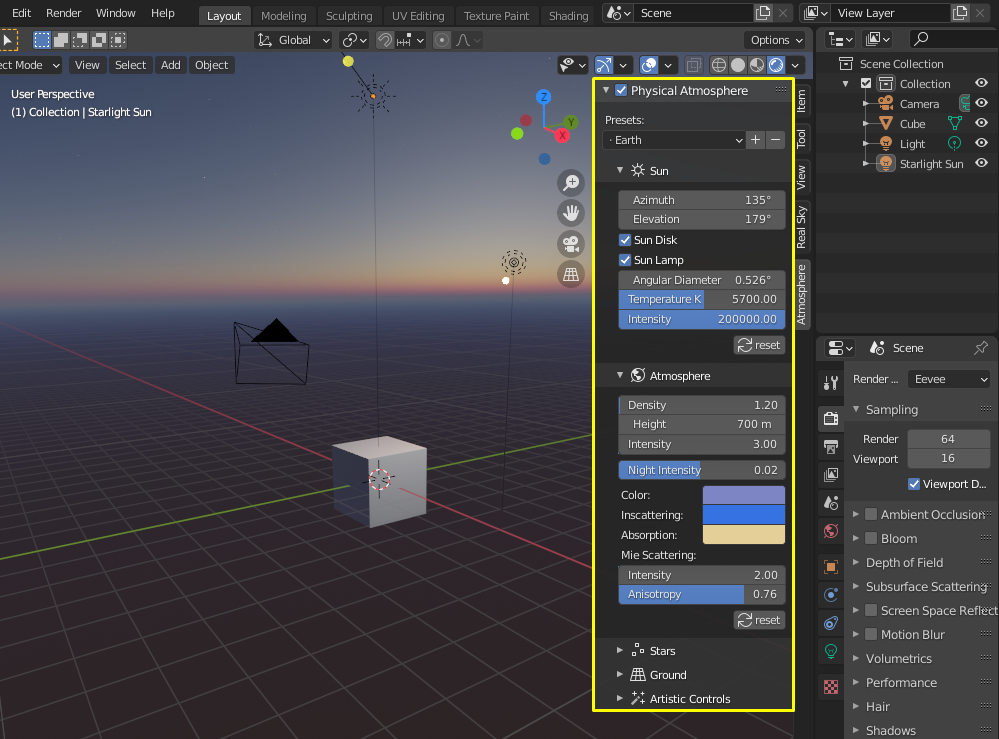 Edit Render Window Help Layout Modeling Sculpting UV Editing Texture Paint Shading Scene View Layer
Global Options
ect Mode View Select Add Object
User Perspective
(1) Collection | Starlight Sun
Z
Y
X
Physical Atmosphere
Presets:
· Earth
Sun
Azimuth 135°
Elevation 179°
Sun Disk
Sun Lamp
Angular Diameter 0.526°
Temperature K 5700.00
Intensity 200000.00
reset
Atmosphere
Density 1.20
Height 700 m
Intensity 3.00
Night Intensity 0.02
Color:
Inscattering:
Absorption:
Mie Scattering:
Intensity 2.00
Anisotropy 0.76
reset
Stars
Ground
Artistic Controls
Item
Tool
View
Real Sky
Atmosphere
Scene Collection
Collection
Camera
Cube
Light
Starlight Sun
Scene
Render ... Eevee
Sampling
Render 64
Viewport 16
Viewport D...
Ambient Occlusion
Bloom
Depth of Field
Subsurface Scattering
Screen Space Reflect
Motion Blur
Volumetrics
Performance
Hair
Shadows